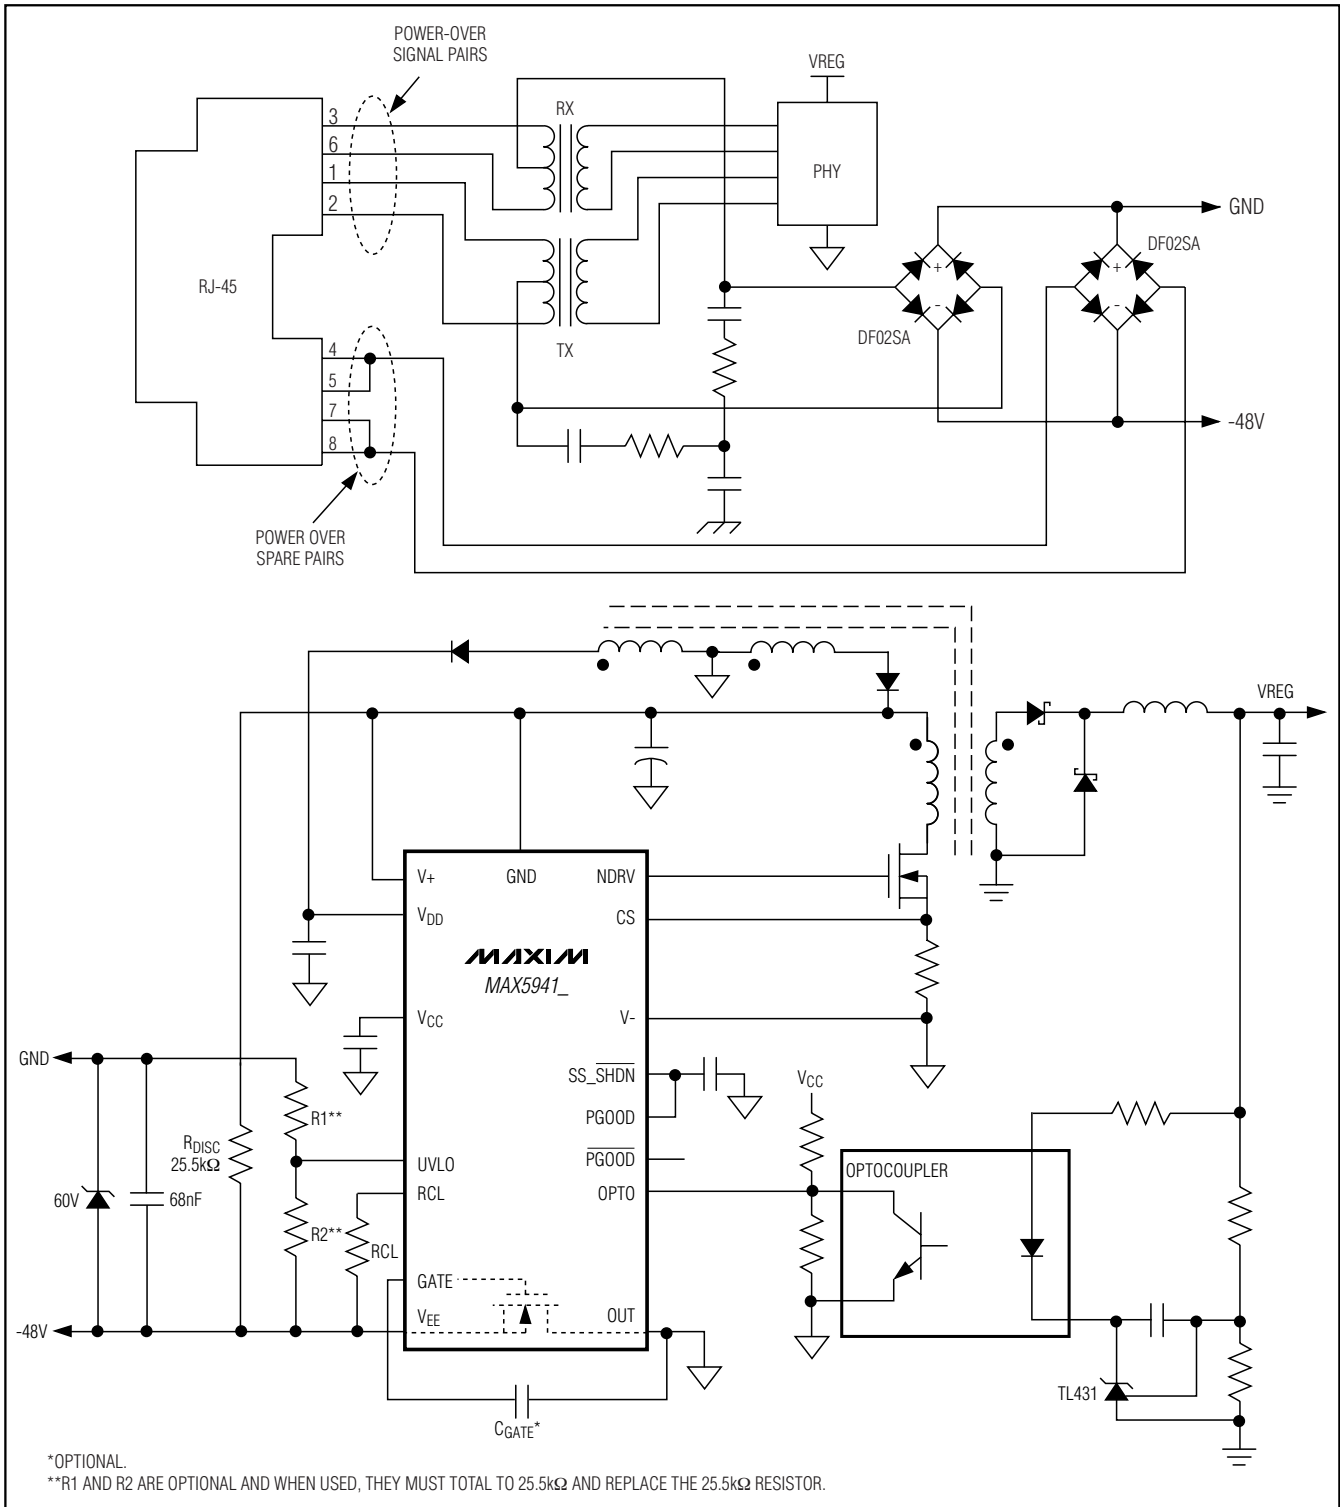 POWER-OVER
SIGNAL PAIRS
VREG
RX
3
6
1
2
PHY
GND
DF02SA
RJ-45
+
+
-
-
DF02SA
TX
4
5
7
8
-48V
POWER OVER
SPARE PAIRS
VREG
V+
GND
NDRV
VDD
CS
MAXIM
MAX5941_
VCC
V-
GND
SS_SHDN
VCC
PGOOD
R1**
RDISC
25.5kΩ
PGOOD
OPTOCOUPLER
UVLO
RCL
OPTO
60V
68nF
R2**
RCL
GATE
VEE
OUT
-48V
TL431
CGATE*
*OPTIONAL.
**R1 AND R2 ARE OPTIONAL AND WHEN USED, THEY MUST TOTAL TO 25.5kΩ AND REPLACE THE 25.5kΩ RESISTOR.